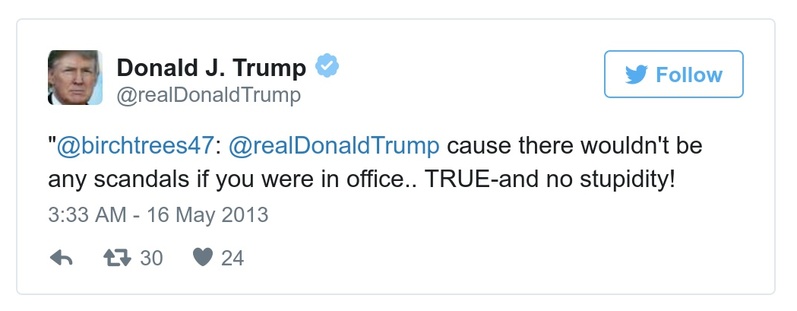 Donald J. Trump
@realDonaldTrump
Follow
"@birchtrees47: @realDonaldTrump cause there wouldn't be
any scandals if you were in office.. TRUE-and no stupidity!
3:33 AM - 16 May 2013
30 24